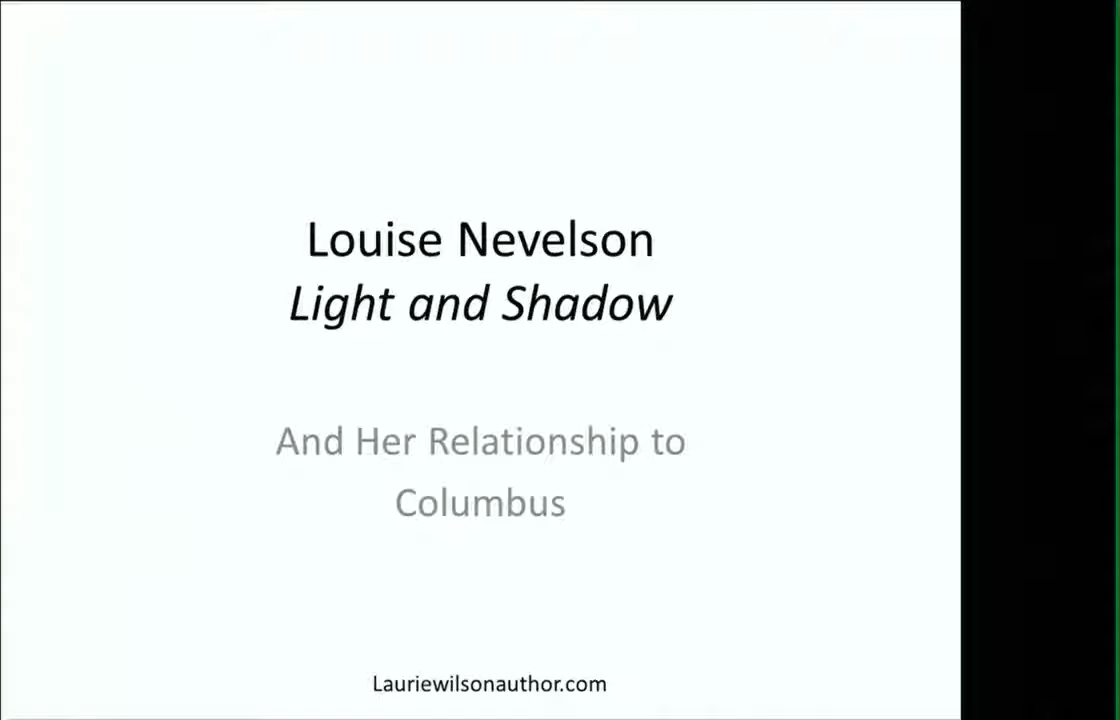 Louise Nevelson
Light and Shadow
And Her Relationship to
Columbus
Lauriewilsonauthor.com